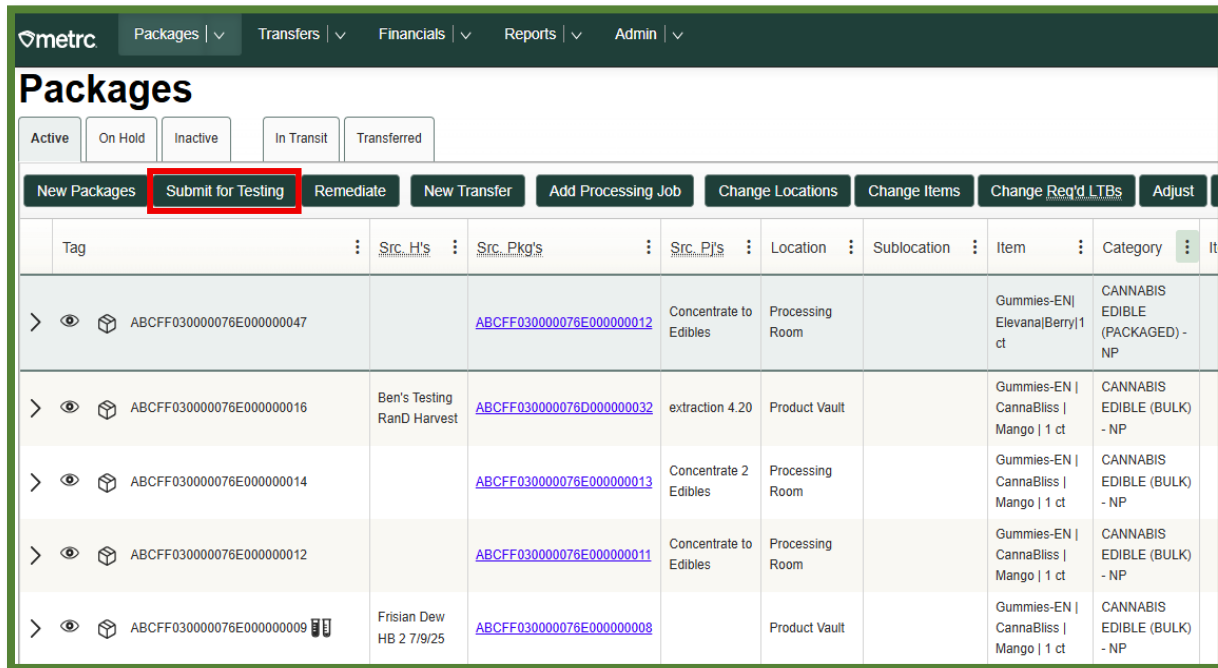 metrc Packages Transfers Financials Reports Admin
Packages
Active On Hold Inactive In Transit Transferred
New Packages Submit for Testing Remediate New Transfer Add Processing Job Change Locations Change Items Change Req'd LTBs Adjust
Tag Src. H's Src. Pkg's Src. Pj's Location Sublocation Item Category It
ABCFF030000076E000000047 ABCFF030000076E000000012 Concentrate to Edibles Processing Room Gummies-EN| Elevana|Berry|1 ct CANNABIS EDIBLE (PACKAGED) - NP
ABCFF030000076E000000016 Ben's Testing RanD Harvest ABCFF030000076D000000032 extraction 4.20 Product Vault Gummies-EN | CannaBliss | Mango | 1 ct CANNABIS EDIBLE (BULK) - NP
ABCFF030000076E000000014 ABCFF030000076E000000013 Concentrate 2 Edibles Processing Room Gummies-EN | CannaBliss | Mango | 1 ct CANNABIS EDIBLE (BULK) - NP
ABCFF030000076E000000012 ABCFF030000076E000000011 Concentrate to Edibles Processing Room Gummies-EN | CannaBliss | Mango | 1 ct CANNABIS EDIBLE (BULK) - NP
ABCFF030000076E000000009 Frisian Dew HB 2 7/9/25 ABCFF030000076E000000008 Product Vault Gummies-EN | CannaBliss | Mango | 1 ct CANNABIS EDIBLE (BULK) - NP